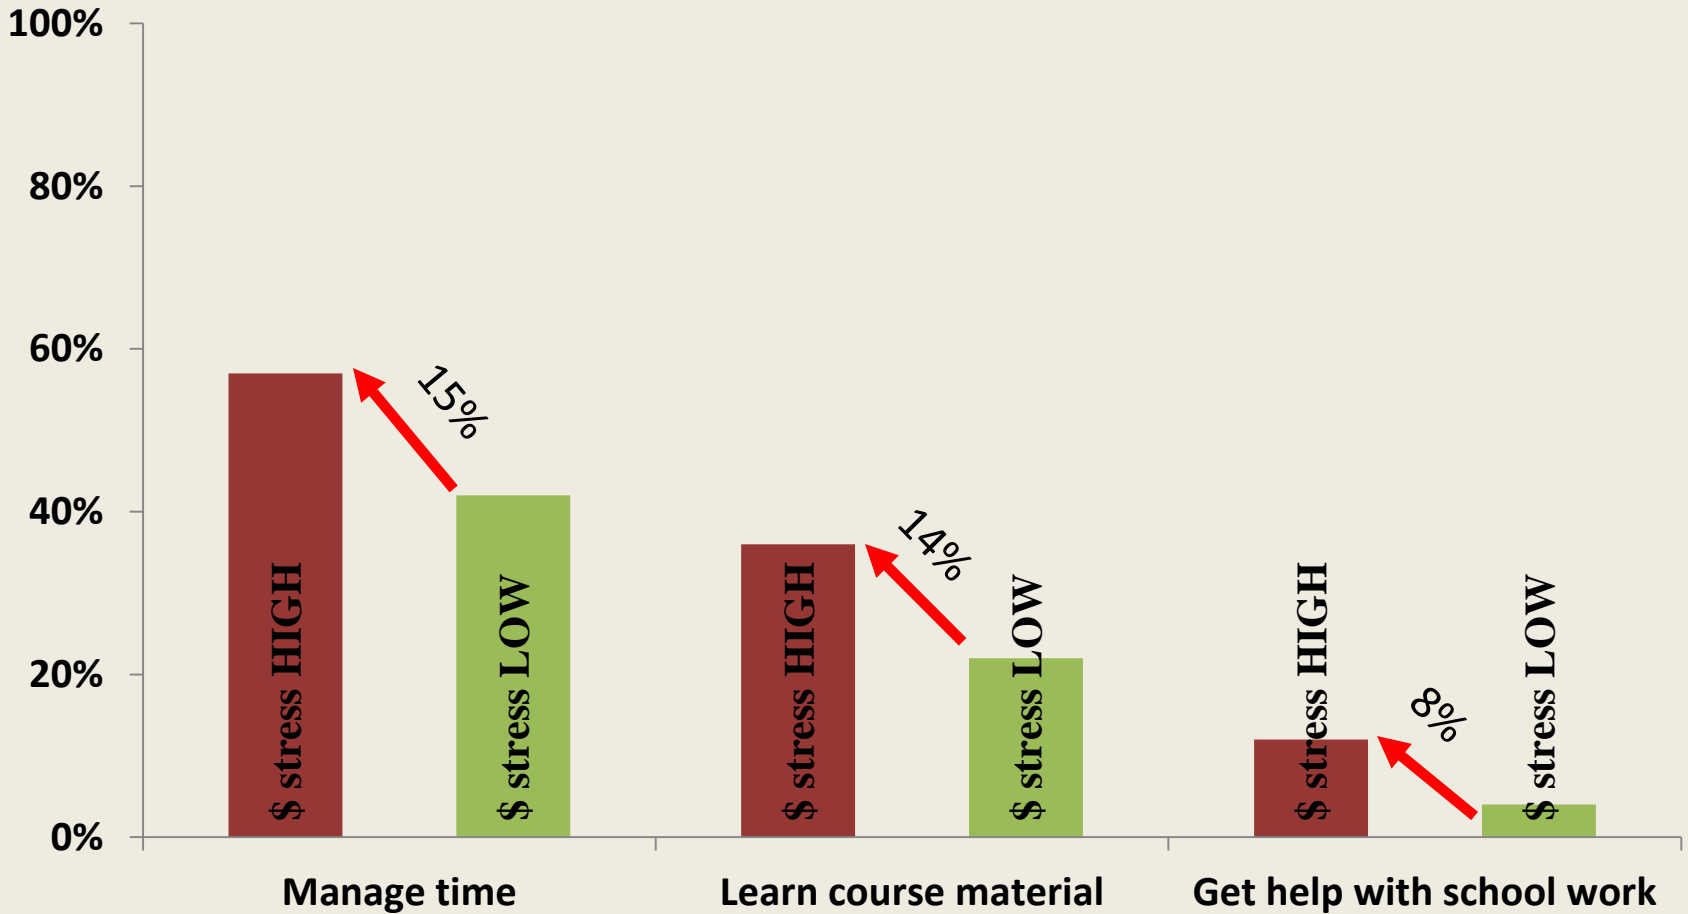 100%
80%
60%
40%
20%
0%
$ stress HIGH
15%
$ stress LOW
$ stress HIGH
14%
$ stress LOW
$ stress HIGH
8%
$ stress LOW
Manage time
Learn course material
Get help with school work